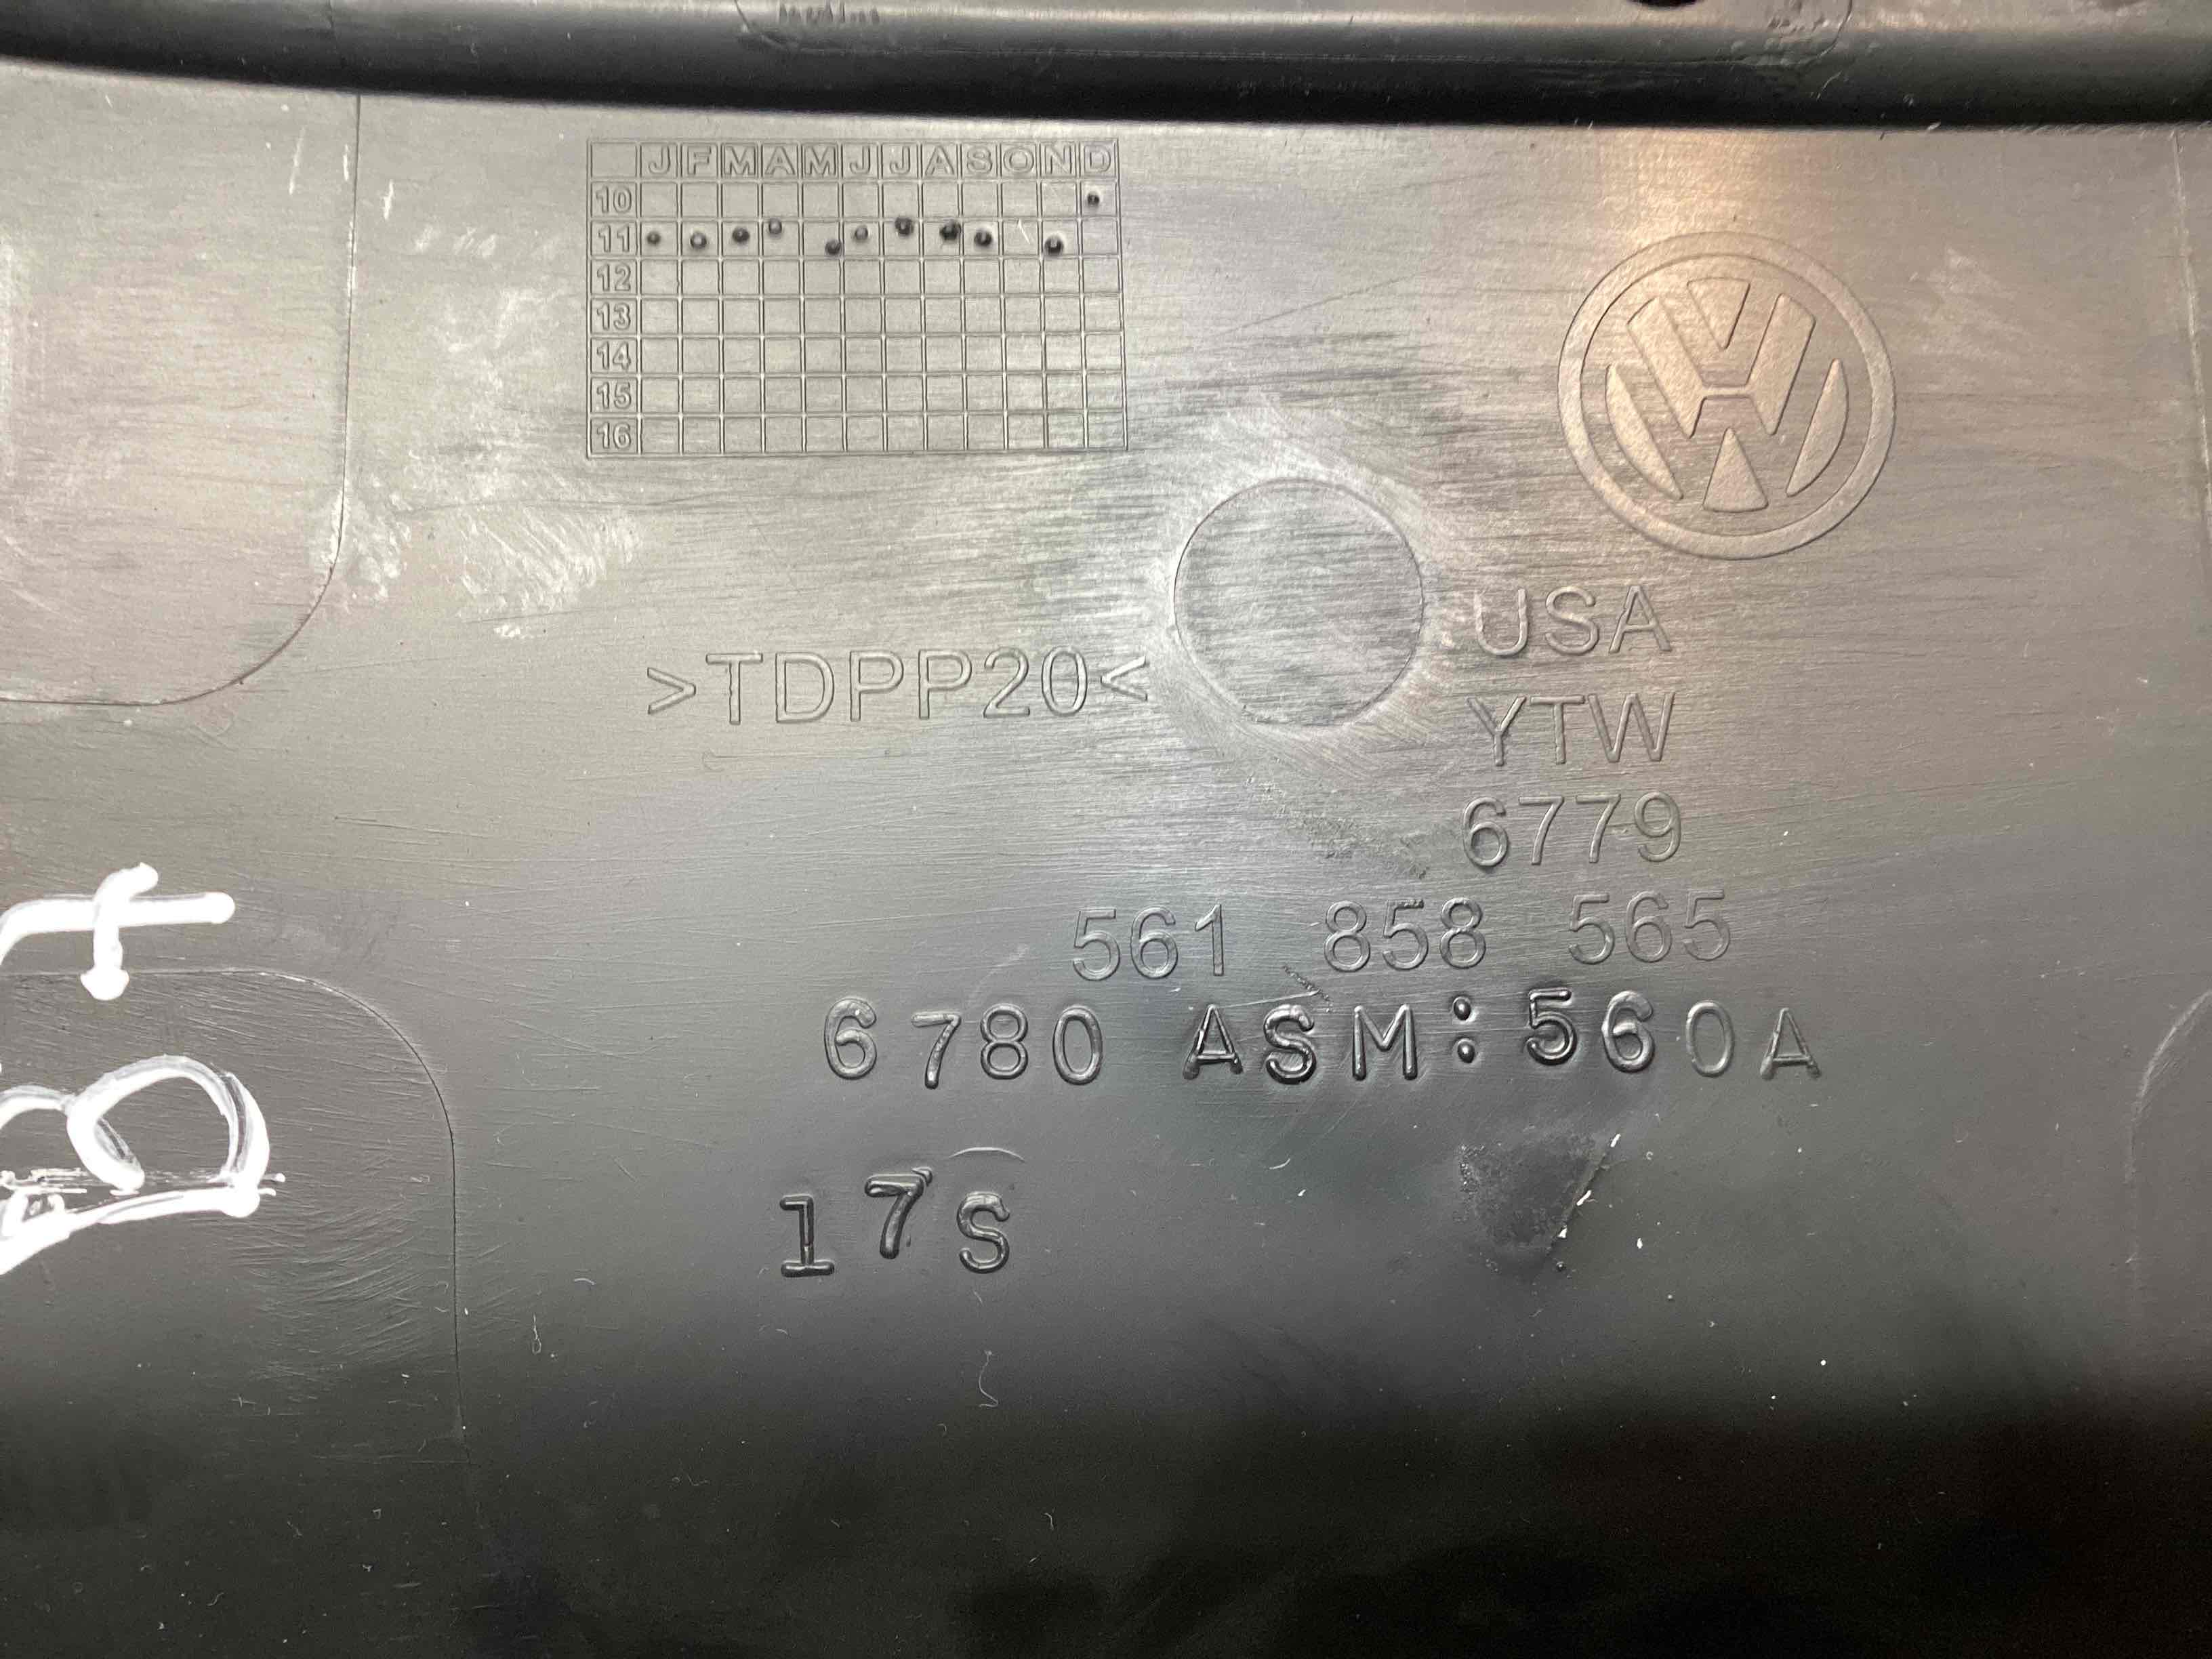 J F M A M J J A S O N D
10
11
12
13
14
15
16
>TDPP20<
USA
YTW
6779
561 858 565
6780 ASM:560A
17S